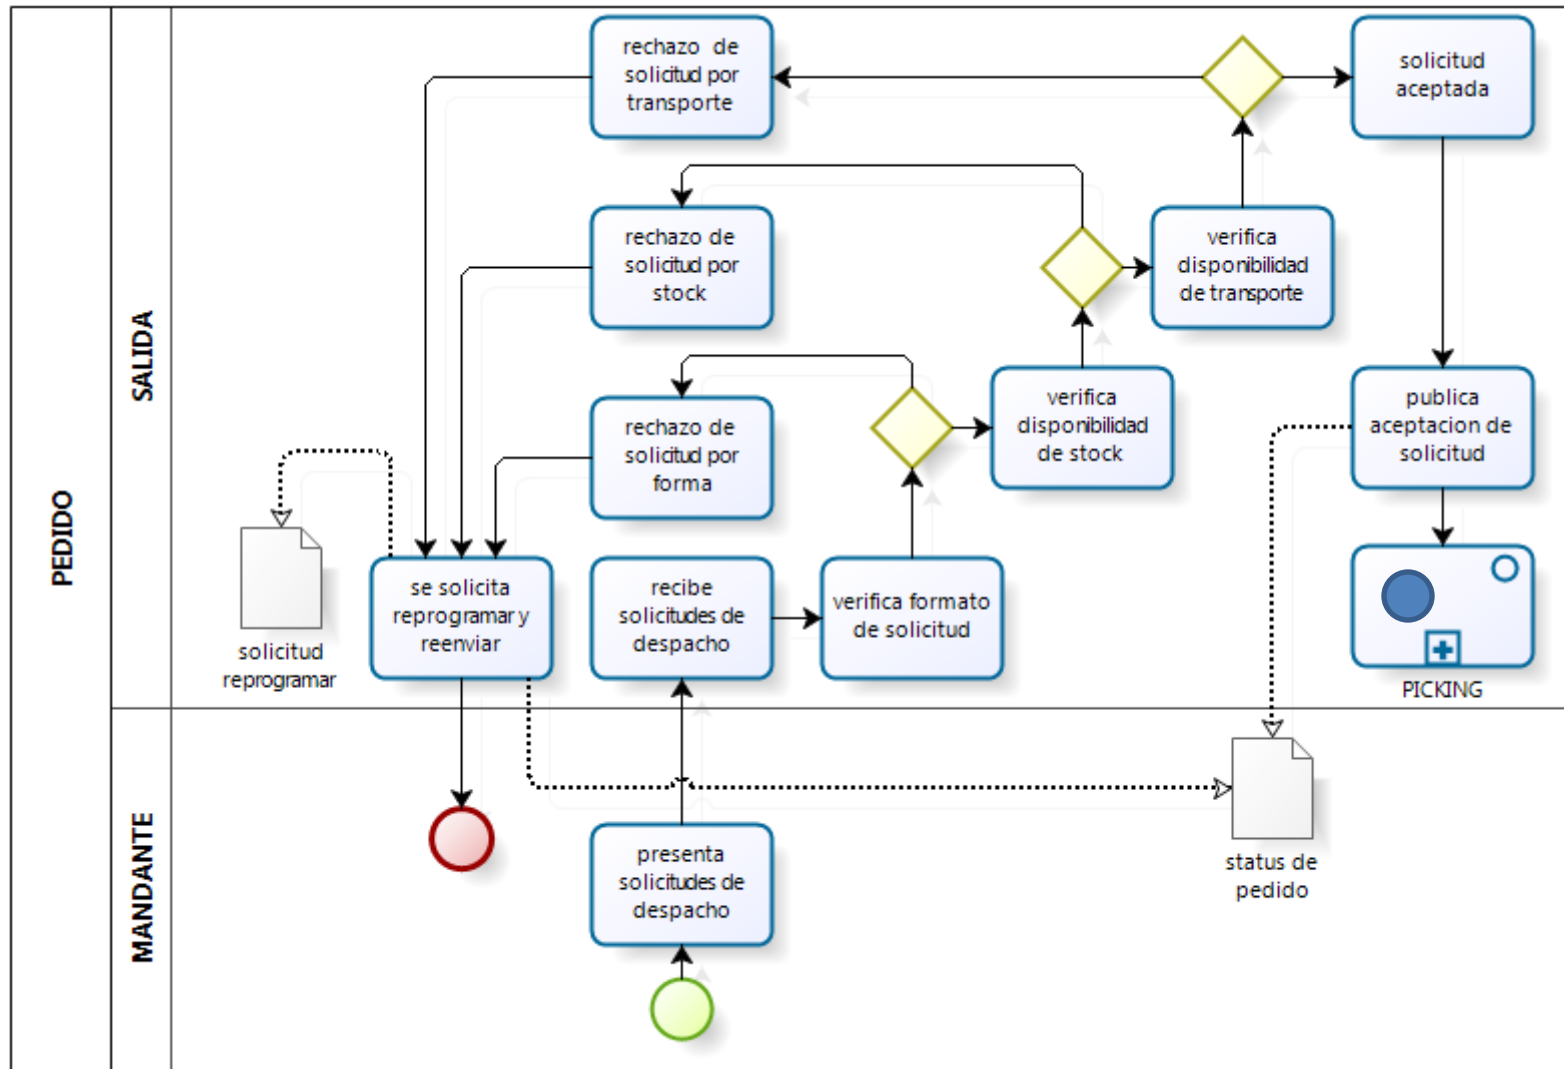 PEDIDO
SALIDA
MANDANTE
rechazo de
solicitud por
transporte
solicitud
aceptada
rechazo de
solicitud por
stock
verifica
disponibilidad
de transporte
rechazo de
solicitud por
forma
verifica
disponibilidad
de stock
publica
aceptacion de
solicitud
solicitud
reprogramar
se solicita
reprogramar y
reenviar
recibe
solicitudes de
despacho
verifica formato
de solicitud
PICKING
presenta
solicitudes de
despacho
status de
pedido